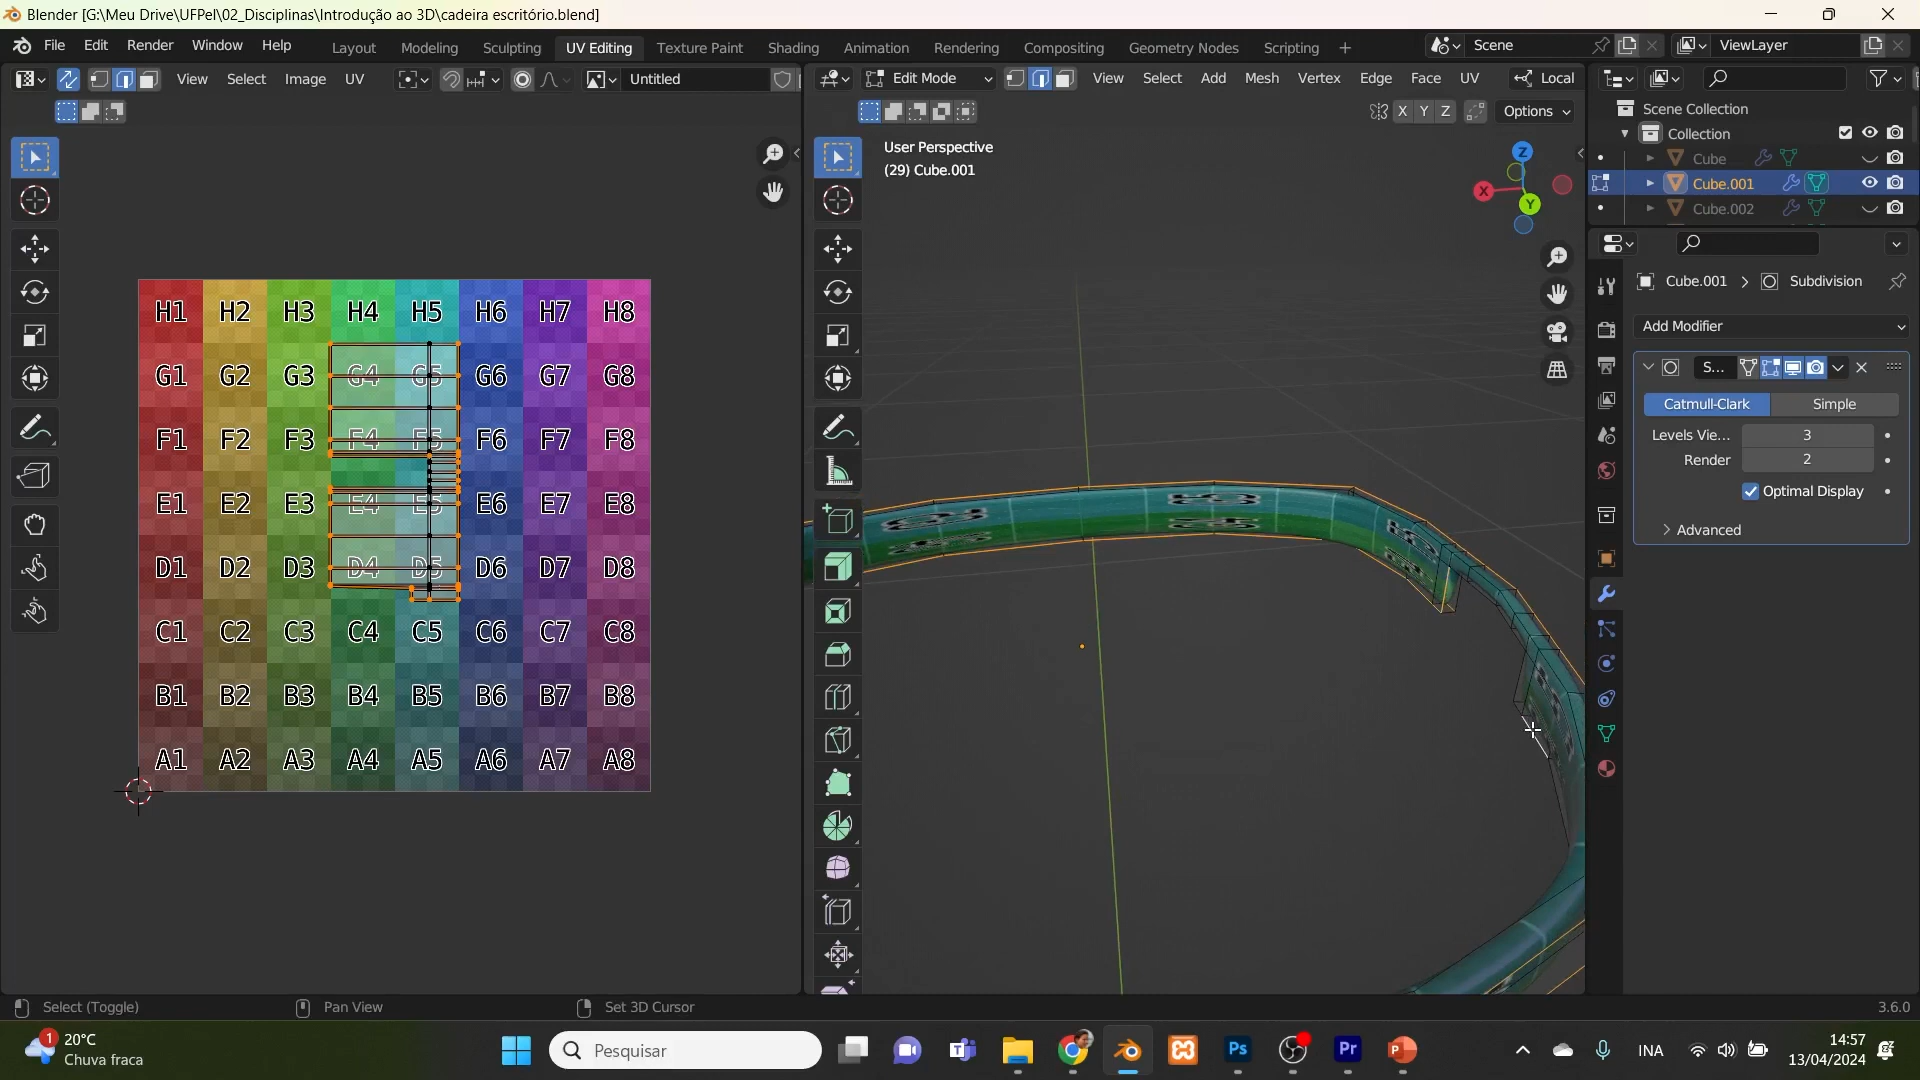 Blender [G:\Meu Drive\UFPel\02_Disciplinas\Introdução ao 3D\cadeira escritório.blend]
File Edit Render Window Help Layout Modeling Sculpting UV Editing Texture Paint Shading Animation Rendering Compositing Geometry Nodes Scripting + Scene ViewLayer
View Select Image UV Untitled Edit Mode View Select Add Mesh Vertex Edge Face UV Local
X Y Z Options
Scene Collection
Collection
Cube
Cube.001
Cube.002
User Perspective
(29) Cube.001
Z
X
Y
Cube.001 > Subdivision
Add Modifier
S...
Catmull-Clark Simple
Levels Vie... 3
Render 2
Optimal Display
Advanced
H1 H2 H3 H4 H5 H6 H7 H8
G1 G2 G3 G4 G5 G6 G7 G8
F1 F2 F3 F4 F5 F6 F7 F8
E1 E2 E3 E4 E5 E6 E7 E8
D1 D2 D3 D4 D5 D6 D7 D8
C1 C2 C3 C4 C5 C6 C7 C8
B1 B2 B3 B4 B5 B6 B7 B8
A1 A2 A3 A4 A5 A6 A7 A8
Select (Toggle) Pan View Set 3D Cursor 3.6.0
1 20°C
Chuva fraca
Pesquisar
Ps Pr
INA
14:57
13/04/2024